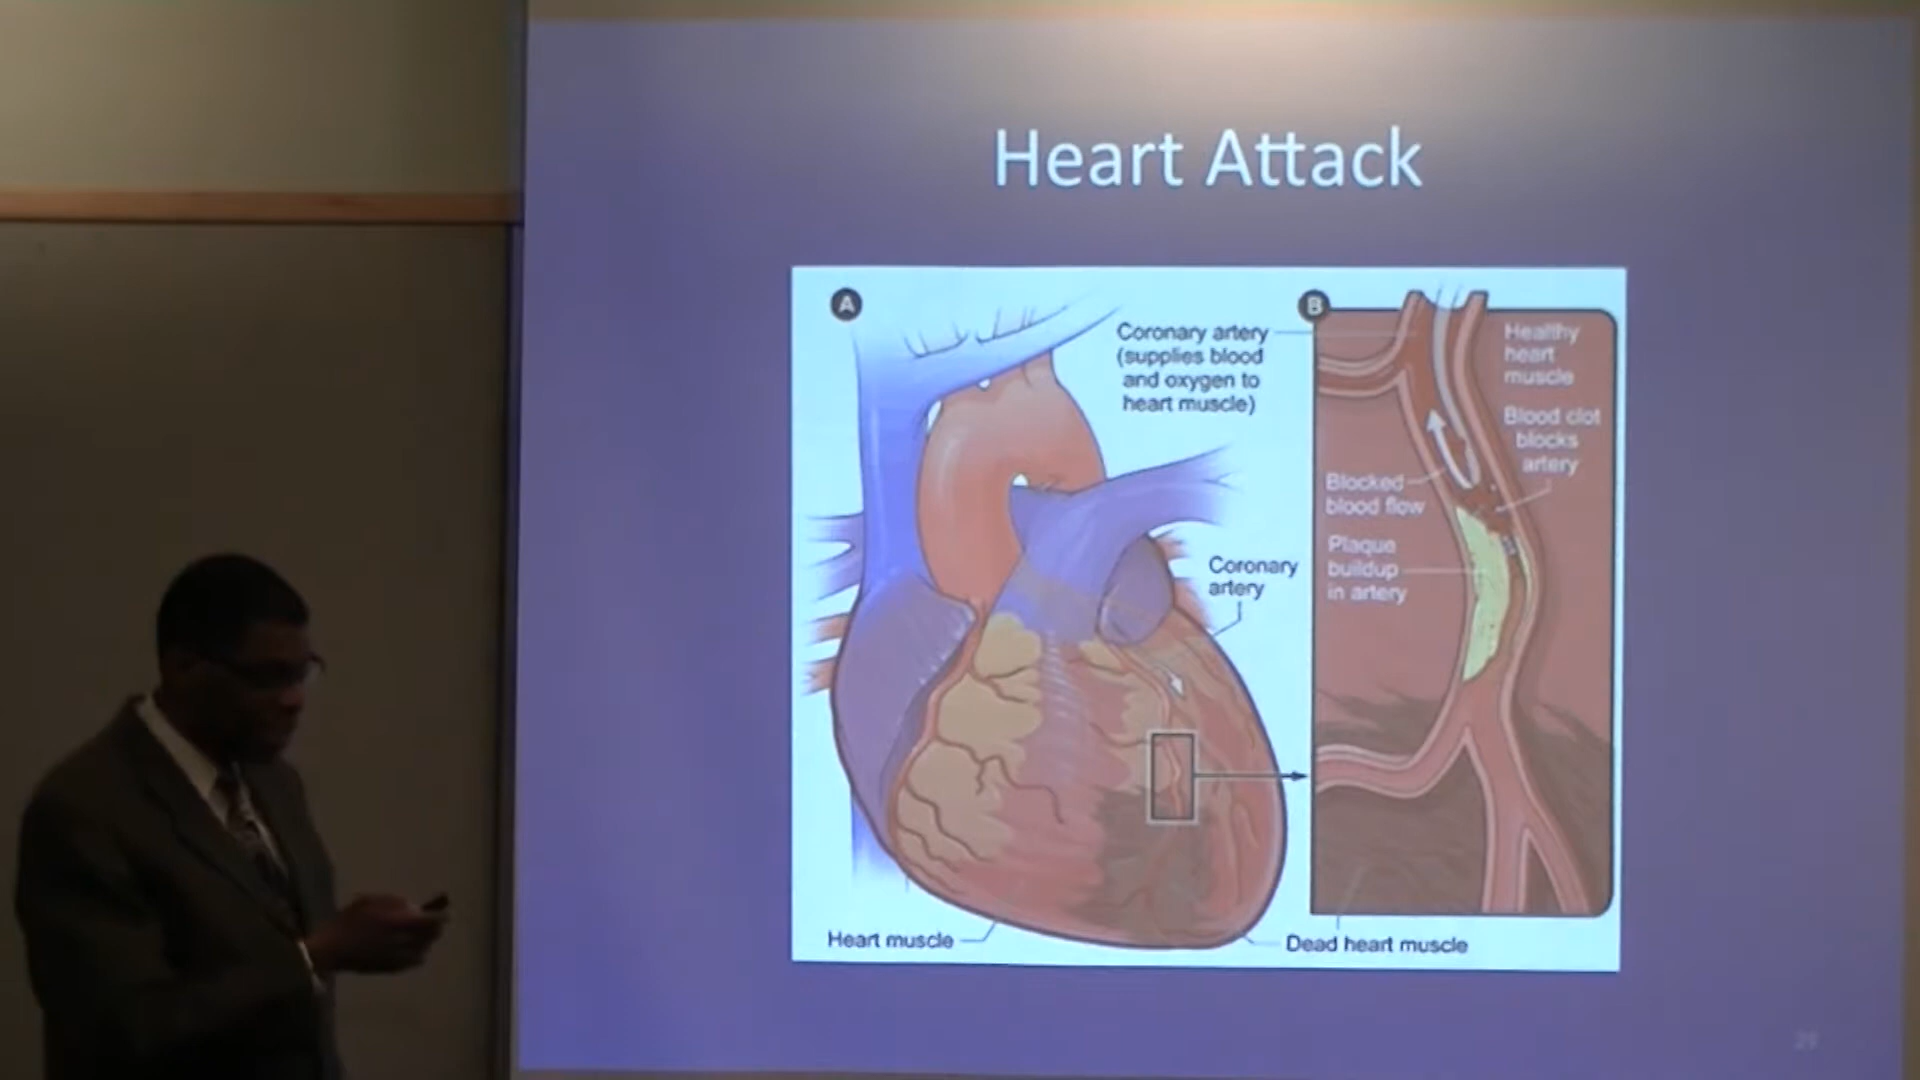 Heart Attack
A
Coronary artery
(supplies blood
and oxygen to
heart muscle)
B
Healthy
heart
muscle
Blood clot
blocks
artery
Blocked
blood flow
Plaque
buildup
in artery
Coronary
artery
Heart muscle
Dead heart muscle